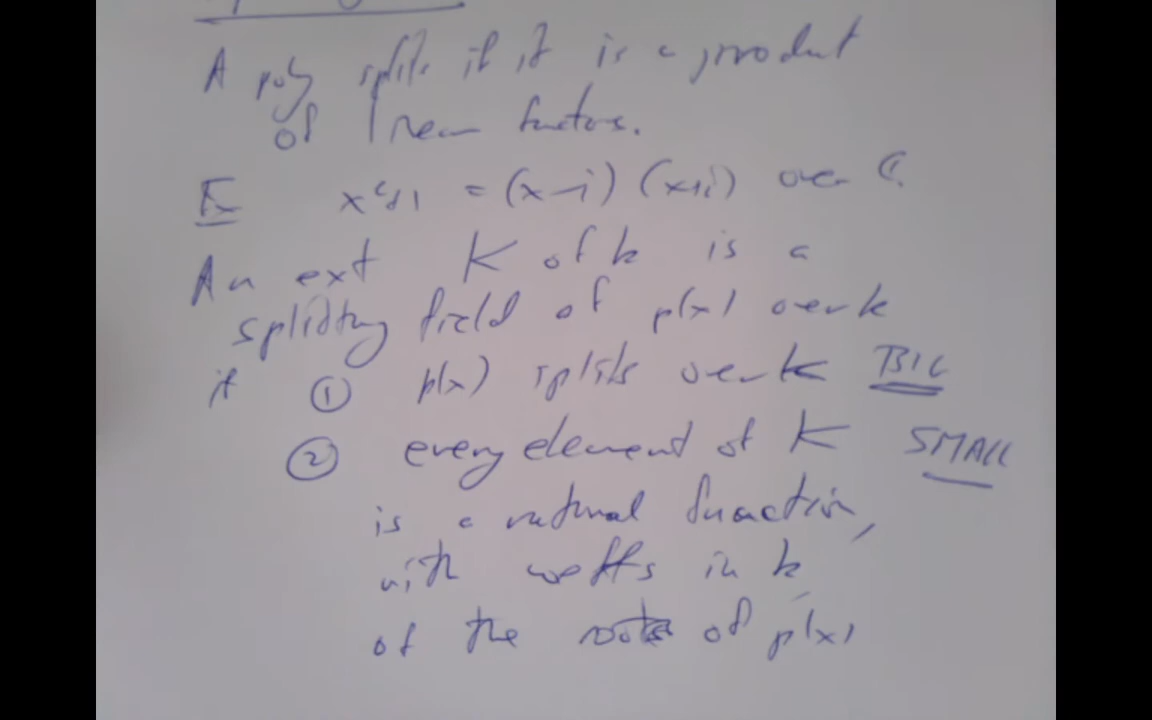 A poly splits if it is a product
of linear factors.
Ex x²+1 = (x-i) (x+i) over ℂ.
An ext K of k is a
splitting field of p(x) over k
if ① p(x) splits over K BIG
② every element of K SMALL
is a rational function,
with coeffs in k,
of the roots of p(x)